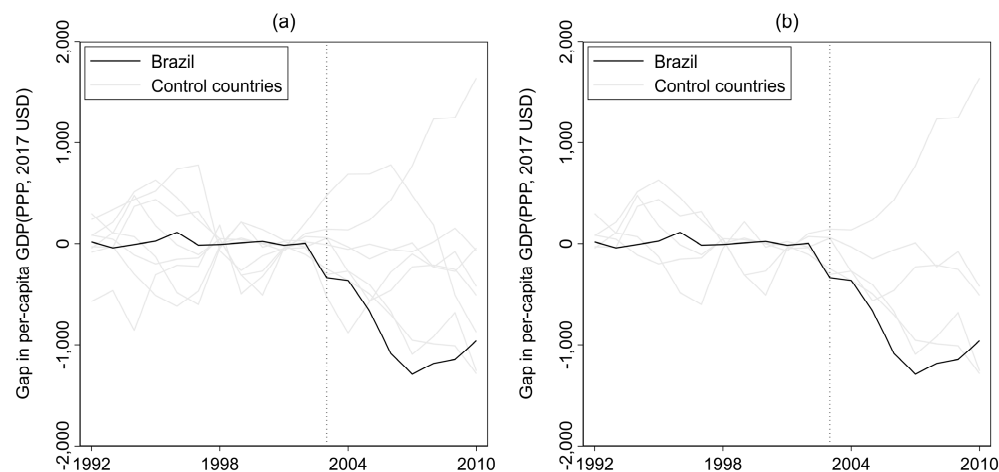 (a)
Brazil
Control countries
Gap in per-capita GDP(PPP, 2017 USD)
2,000
1,000
0
-1,000
-2,000
1992
1998
2004
2010
(b)
Brazil
Control countries
Gap in per-capita GDP(PPP, 2017 USD)
2,000
1,000
0
-1,000
-2,000
1992
1998
2004
2010